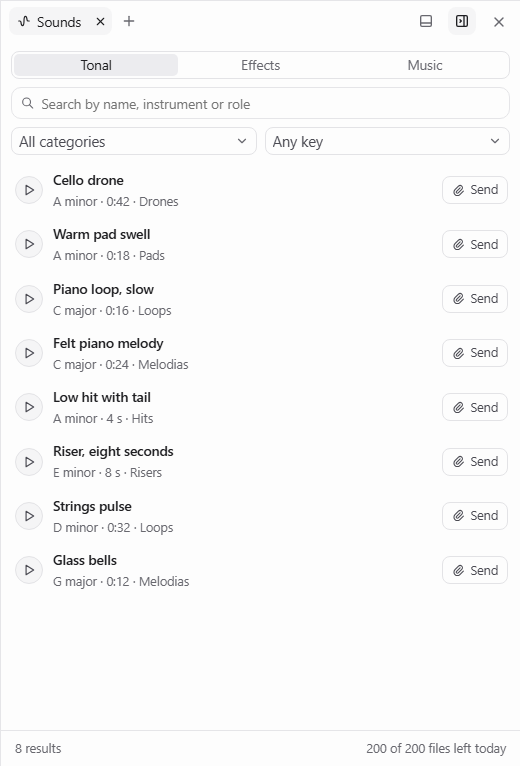 Sounds
Tonal
Effects
Music
Search by name, instrument or role
All categories
Any key
Cello drone
A minor · 0:42 · Drones
Send
Warm pad swell
A minor · 0:18 · Pads
Send
Piano loop, slow
C major · 0:16 · Loops
Send
Felt piano melody
C major · 0:24 · Melodias
Send
Low hit with tail
A minor · 4 s · Hits
Send
Riser, eight seconds
E minor · 8 s · Risers
Send
Strings pulse
D minor · 0:32 · Loops
Send
Glass bells
G major · 0:12 · Melodias
Send
8 results
200 of 200 files left today